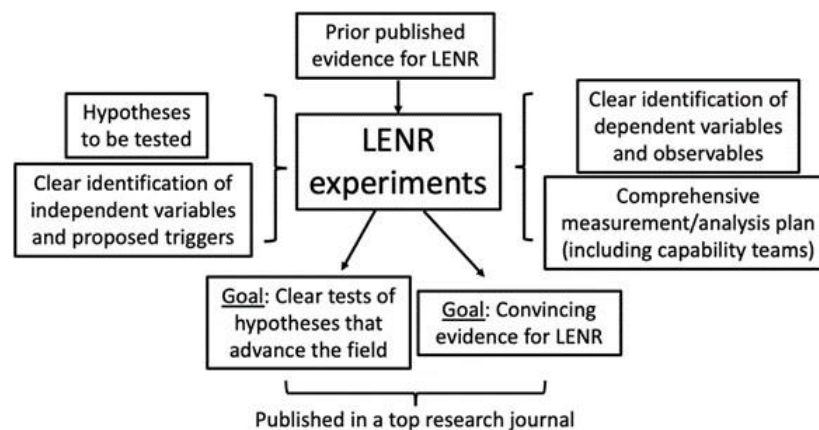 Prior published
evidence for LENR
Hypotheses
to be tested
Clear identification of
independent variables
and proposed triggers
LENR
experiments
Clear identification of
dependent variables
and observables
Comprehensive
measurement/analysis plan
(including capability teams)
Goal: Clear tests of
hypotheses that
advance the field
Goal: Convincing
evidence for LENR
Published in a top research journal